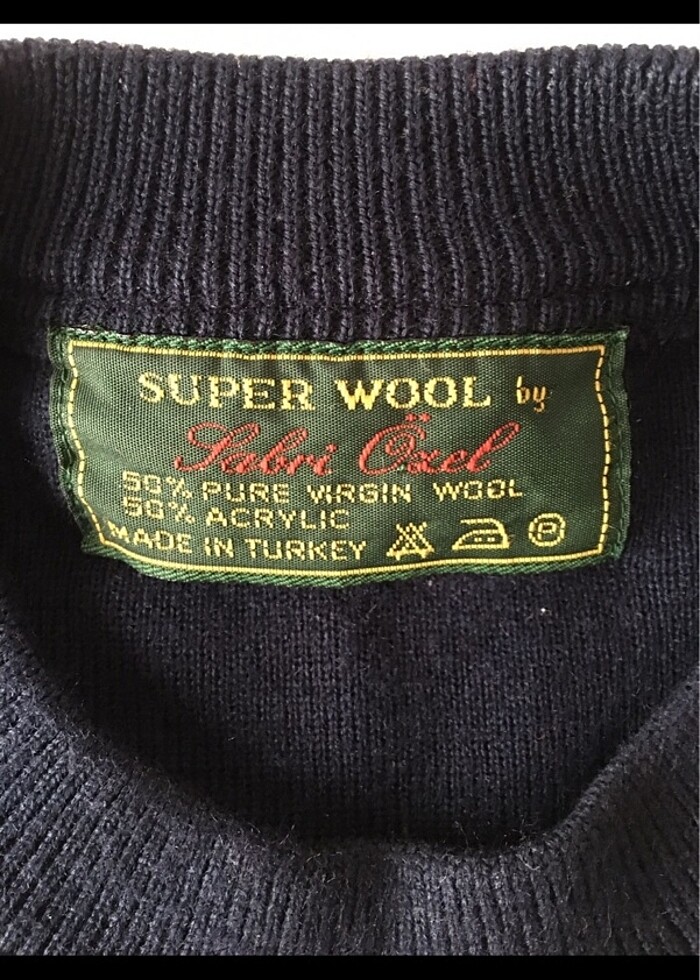 SUPER WOOL by
Sabri Özel
50% PURE VIRGIN WOOL
50% ACRYLIC
MADE IN TURKEY Ⓟ